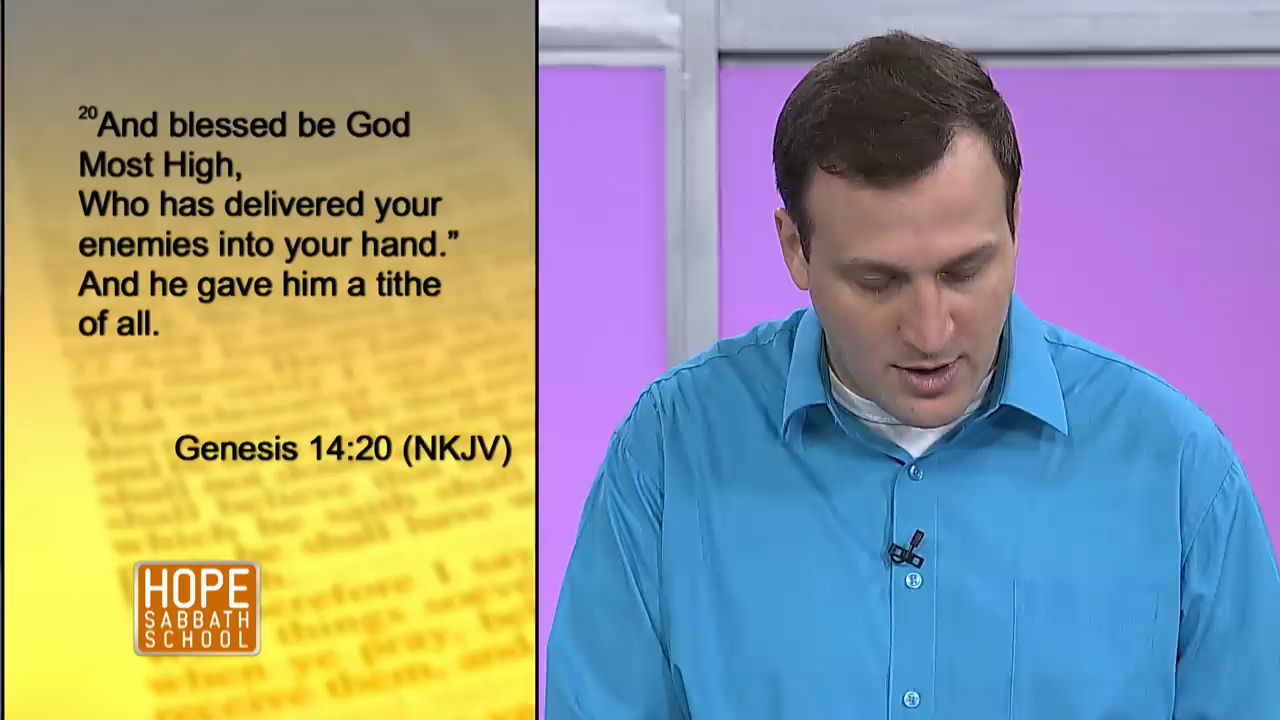 20And blessed be God
Most High,
Who has delivered your
enemies into your hand.”
And he gave him a tithe
of all.
Genesis 14:20 (NKJV)
HOPE
SABBATH
SCHOOL